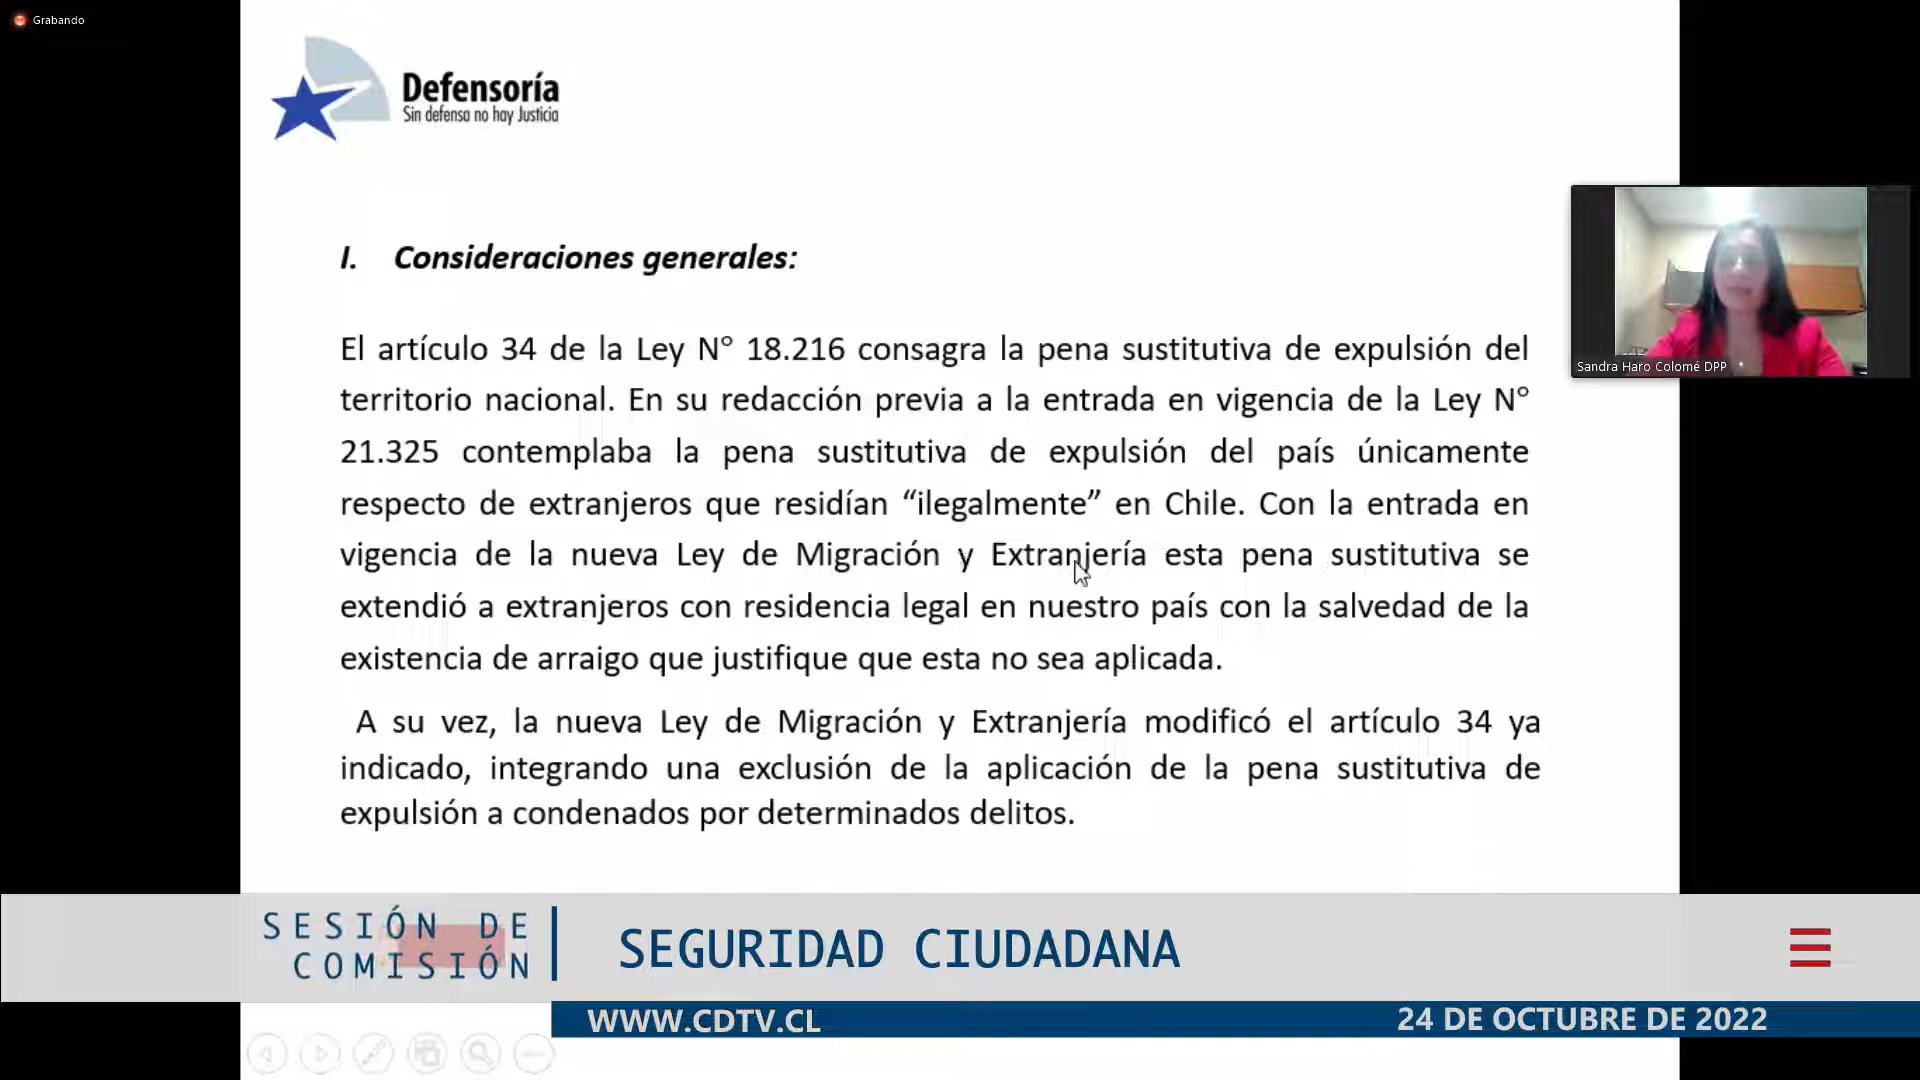 Grabando
Defensoría
Sin defensa no hay Justicia
I. Consideraciones generales:
El artículo 34 de la Ley N° 18.216 consagra la pena sustitutiva de expulsión del
territorio nacional. En su redacción previa a la entrada en vigencia de la Ley N°
21.325 contemplaba la pena sustitutiva de expulsión del país únicamente
respecto de extranjeros que residían “ilegalmente” en Chile. Con la entrada en
vigencia de la nueva Ley de Migración y Extranjería esta pena sustitutiva se
extendió a extranjeros con residencia legal en nuestro país con la salvedad de la
existencia de arraigo que justifique que esta no sea aplicada.
A su vez, la nueva Ley de Migración y Extranjería modificó el artículo 34 ya
indicado, integrando una exclusión de la aplicación de la pena sustitutiva de
expulsión a condenados por determinados delitos.
Sandra Haro Colomé DPP
SESIÓN DE
COMISIÓN
SEGURIDAD CIUDADANA
WWW.CDTV.CL
24 DE OCTUBRE DE 2022